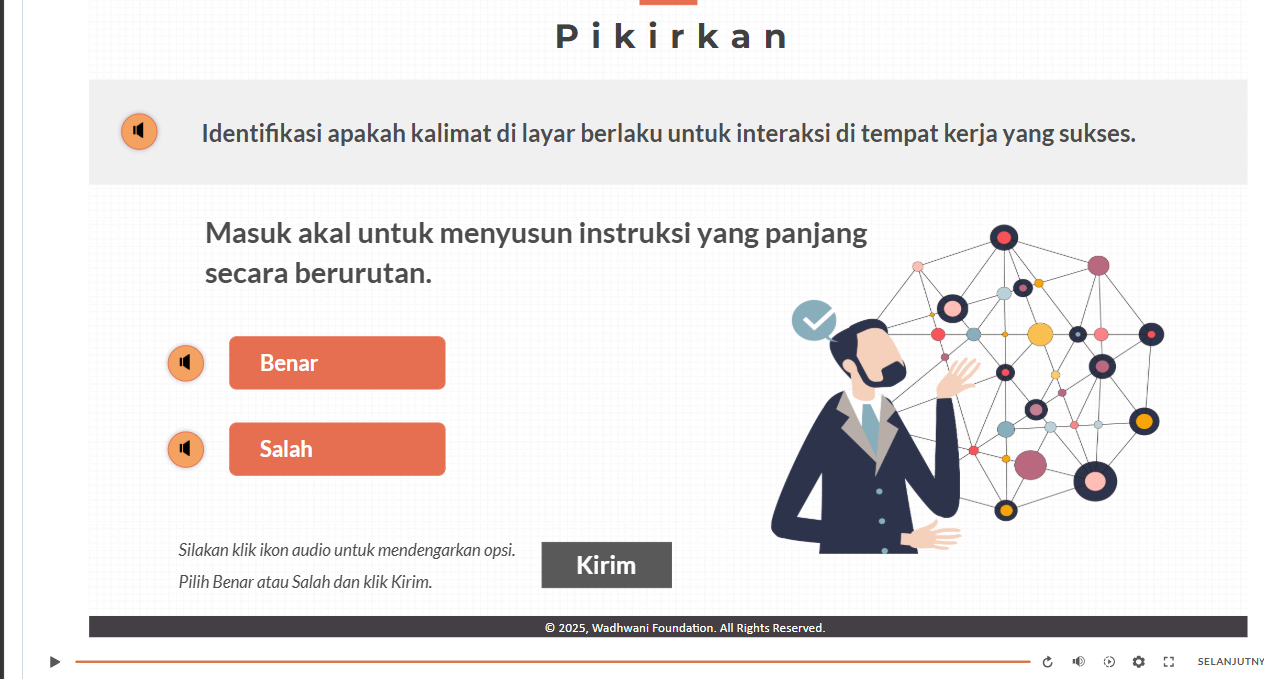 Pikirkan
Identifikasi apakah kalimat di layar berlaku untuk interaksi di tempat kerja yang sukses.
Masuk akal untuk menyusun instruksi yang panjang
secara berurutan.
Benar
Salah
Silakan klik ikon audio untuk mendengarkan opsi.
Pilih Benar atau Salah dan klik Kirim.
Kirim
© 2025, Wadhwani Foundation. All Rights Reserved.
SELANJUTNY